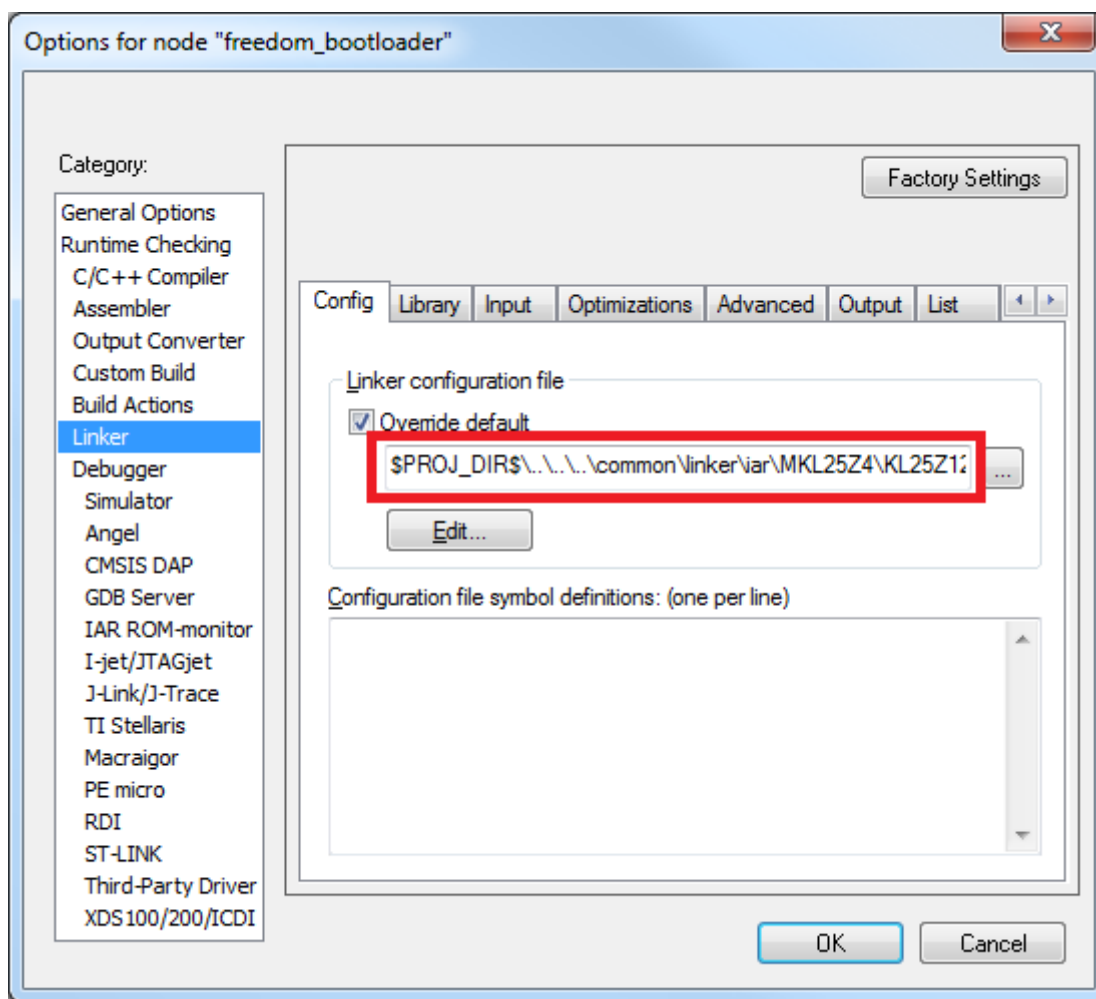 Options for node "freedom_bootloader"
Category:
Factory Settings
General Options
Runtime Checking
C/C++ Compiler
Assembler
Output Converter
Custom Build
Build Actions
Linker
Debugger
Simulator
Angel
CMSIS DAP
GDB Server
IAR ROM-monitor
I-jet/JTAGjet
J-Link/J-Trace
TI Stellaris
Macraigor
PE micro
RDI
ST-LINK
Third-Party Driver
XDS100/200/ICDI
Config Library Input Optimizations Advanced Output List
Linker configuration file
Override default
$PROJ_DIR$\..\..\..\common\linker\iar\MKL25Z4\KL25Z12
...
Edit...
Configuration file symbol definitions: (one per line)
OK Cancel